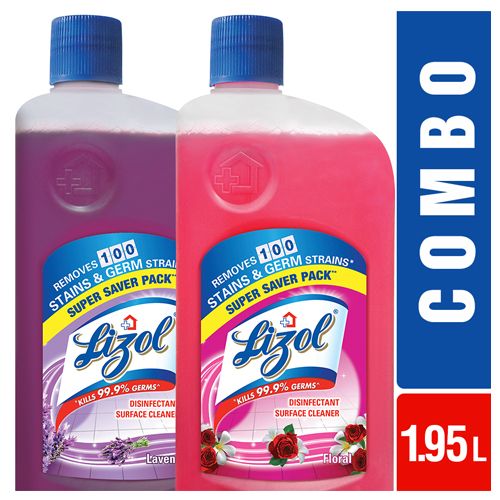 REMOVES 100
STAINS & GERM STRAINS*
SUPER SAVER PACK**
Lizol®
*KILLS 99.9% GERMS*
DISINFECTANT
SURFACE CLEANER
Laven
REMOVES 100
STAINS & GERM STRAINS*
SUPER SAVER PACK**
Lizol®
*KILLS 99.9% GERMS*
DISINFECTANT
SURFACE CLEANER
Floral
COMBO
1.95 L